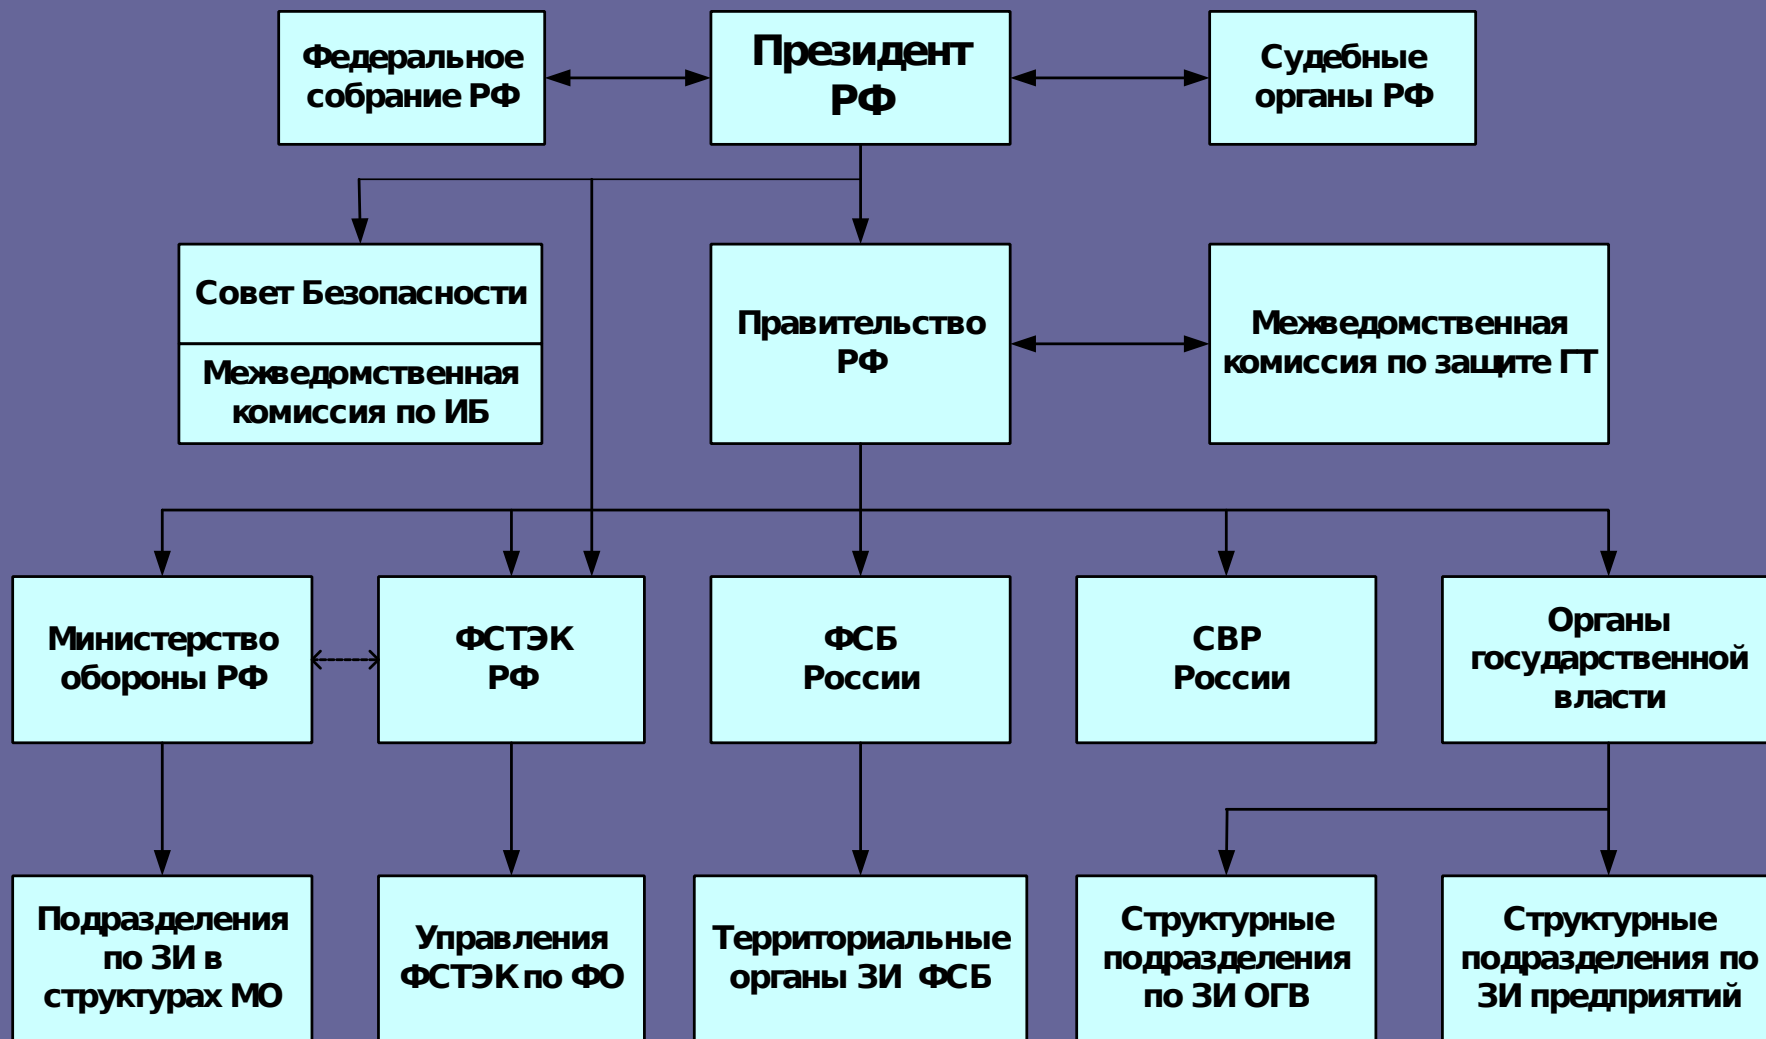 Федеральное
собрание РФ
Президент
РФ
Судебные
органы РФ
Совет Безопасности
Межведомственная
комиссия по ИБ
Правительство
РФ
Межведомственная
комиссия по защите ГТ
Министерство
обороны РФ
ФСТЭК
РФ
ФСБ
России
СВР
России
Органы
государственной
власти
Подразделения
по ЗИ в
структурах МО
Управления
ФСТЭК по ФО
Территориальные
органы ЗИ ФСБ
Структурные
подразделения
по ЗИ ОГВ
Структурные
подразделения по
ЗИ предприятий